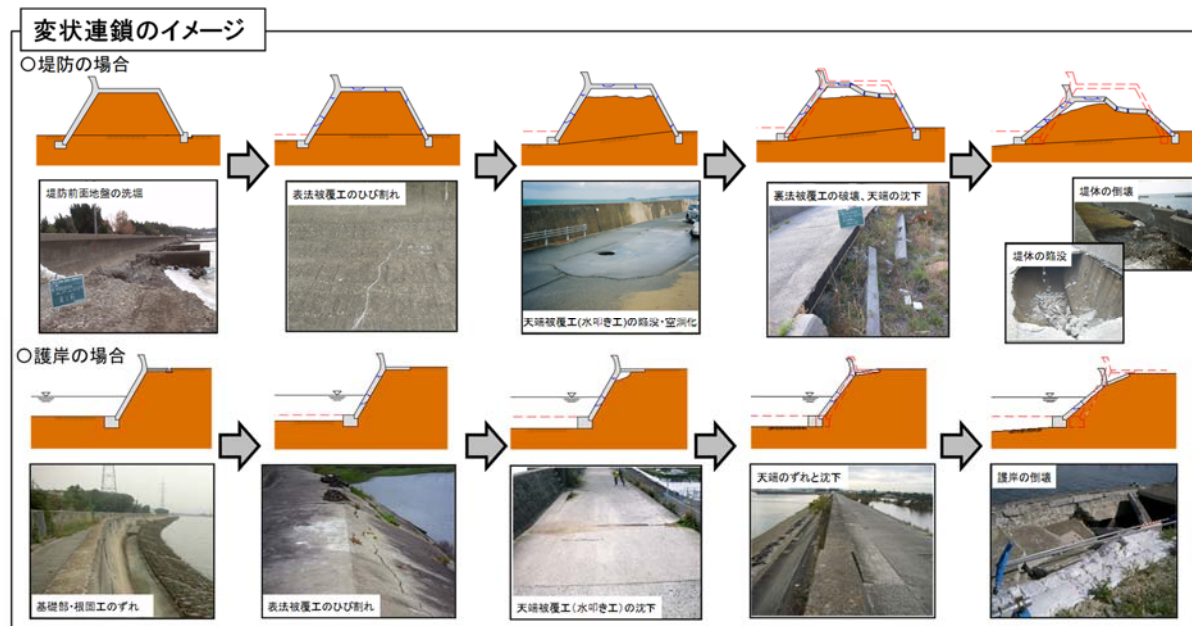 変状連鎖のイメージ
○堤防の場合
堤防前面地盤の洗堀
表法被覆工のひび割れ
天端被覆工(水叩き工)の陥没・空洞化
裏法被覆工の破壊、天端の沈下
堤体の倒壊
堤体の陥没
○護岸の場合
基礎部・根固工のずれ
表法被覆工のひび割れ
天端被覆工(水叩き工)の沈下
天端のずれと沈下
護岸の倒壊